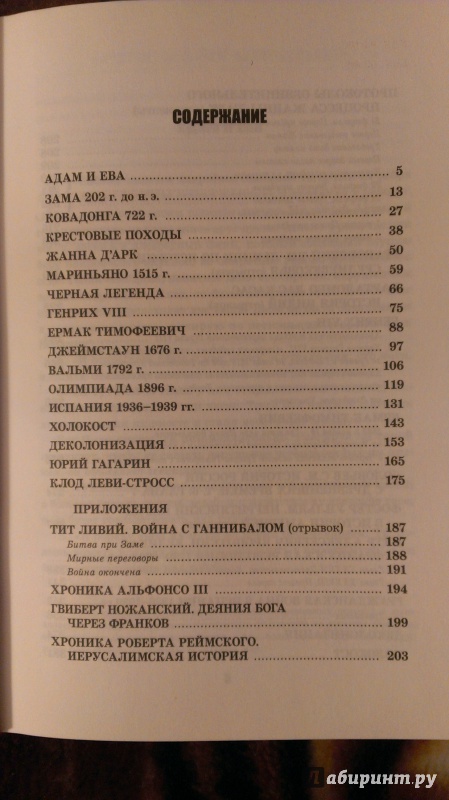 СОДЕРЖАНИЕ
АДАМ И ЕВА 5
ЗАМА 202 г. до н. э. 13
КОВАДОНГА 722 г. 27
КРЕСТОВЫЕ ПОХОДЫ 38
ЖАННА Д'АРК 50
МАРИНЬЯНО 1515 г. 59
ЧЕРНАЯ ЛЕГЕНДА 66
ГЕНРИХ VIII 75
ЕРМАК ТИМОФЕЕВИЧ 88
ДЖЕЙМСТАУН 1676 г. 97
ВАЛЬМИ 1792 г. 106
ОЛИМПИАДА 1896 г. 119
ИСПАНИЯ 1936–1939 гг. 131
ХОЛОКОСТ 143
ДЕКОЛОНИЗАЦИЯ 153
ЮРИЙ ГАГАРИН 165
КЛОД ЛЕВИ-СТРОСС 175
ПРИЛОЖЕНИЯ
ТИТ ЛИВИЙ. ВОЙНА С ГАННИБАЛОМ (отрывок) 187
Битва при Заме 187
Мирные переговоры 188
Война окончена 191
ХРОНИКА АЛЬФОНСО III 194
ГВИБЕРТ НОЖАНСКИЙ. ДЕЯНИЯ БОГА
ЧЕРЕЗ ФРАНКОВ 199
ХРОНИКА РОБЕРТА РЕЙМСКОГО.
ИЕРУСАЛИМСКАЯ ИСТОРИЯ 203
Лабиринт.ру